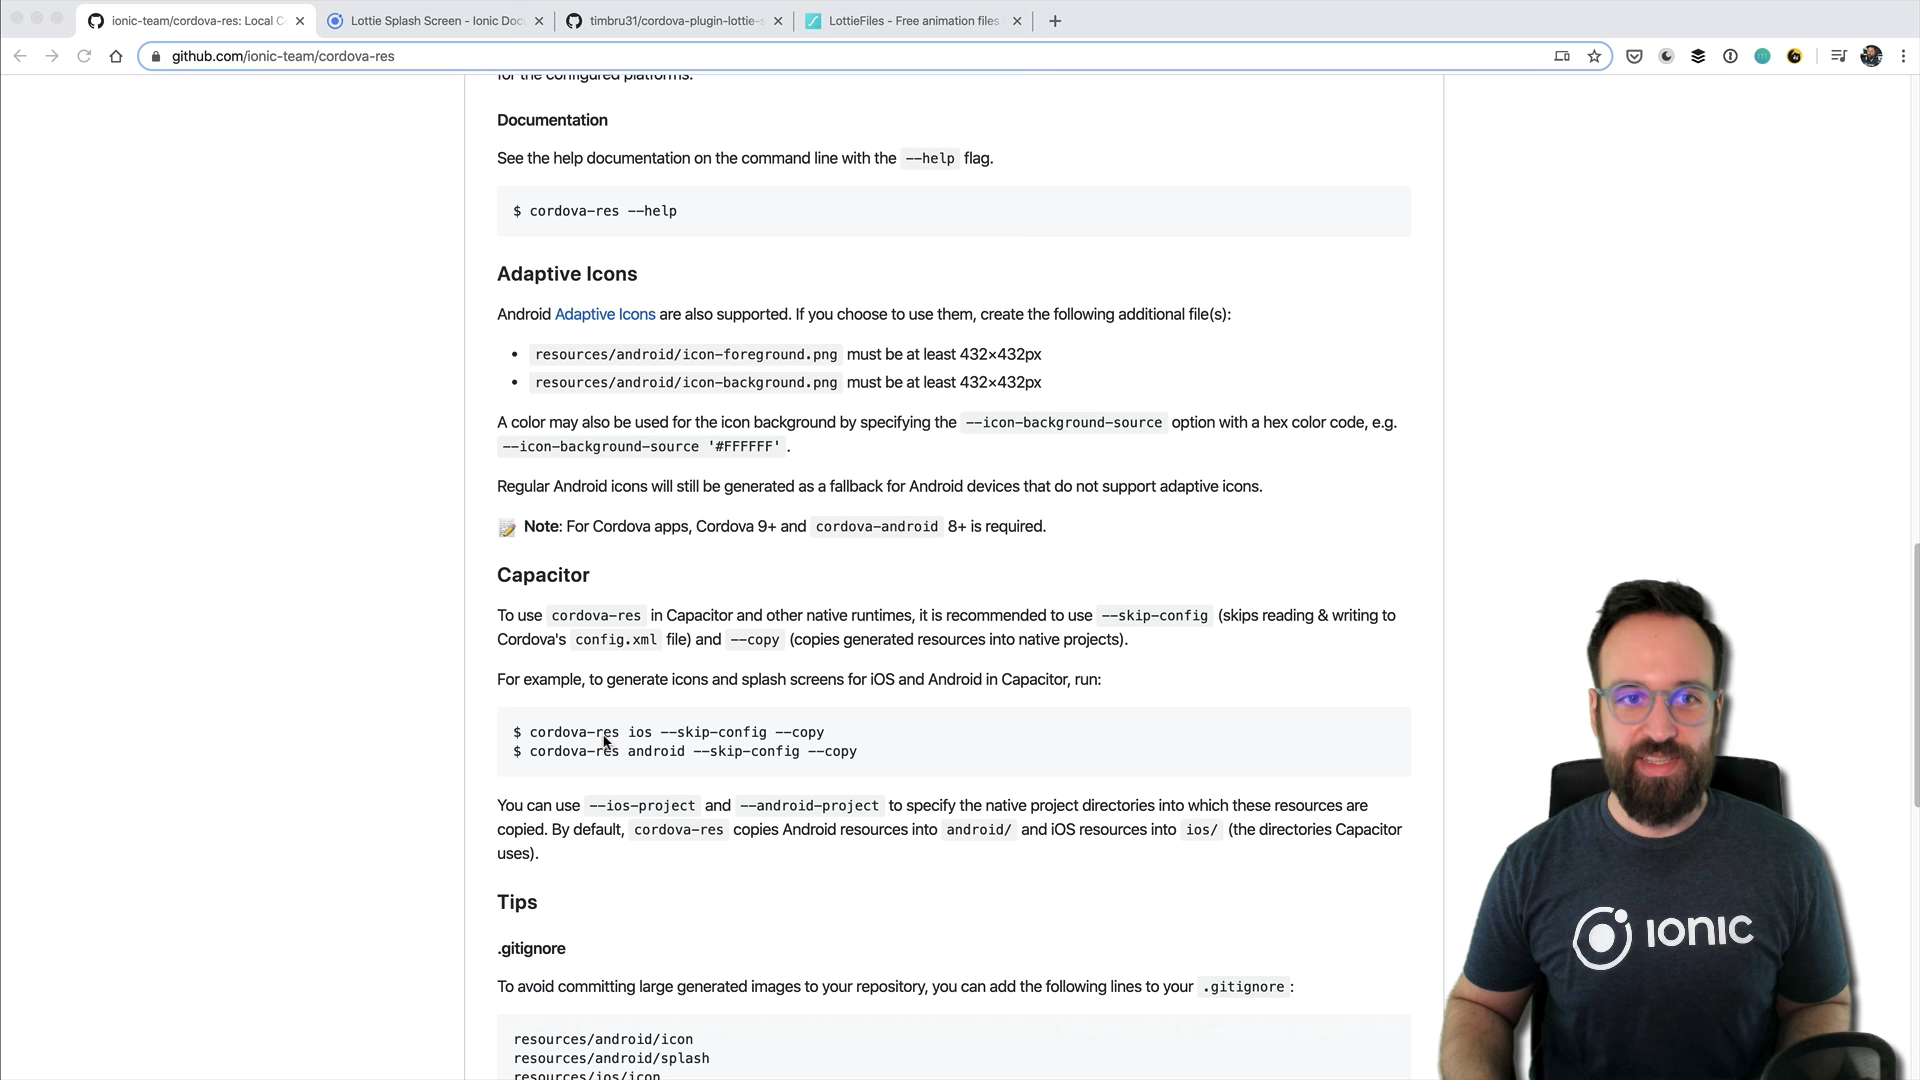 ionic-team/cordova-res: Local C
Lottie Splash Screen - Ionic Doc
timbru31/cordova-plugin-lottie-s
LottieFiles - Free animation files
github.com/ionic-team/cordova-res
for the configured platforms.
Documentation
See the help documentation on the command line with the --help flag.
$ cordova-res --help
Adaptive Icons
Android Adaptive Icons are also supported. If you choose to use them, create the following additional file(s):
• resources/android/icon-foreground.png must be at least 432×432px
• resources/android/icon-background.png must be at least 432×432px
A color may also be used for the icon background by specifying the --icon-background-source option with a hex color code, e.g.
--icon-background-source '#FFFFFF' .
Regular Android icons will still be generated as a fallback for Android devices that do not support adaptive icons.
Note: For Cordova apps, Cordova 9+ and cordova-android 8+ is required.
Capacitor
To use cordova-res in Capacitor and other native runtimes, it is recommended to use --skip-config (skips reading & writing to
Cordova's config.xml file) and --copy (copies generated resources into native projects).
For example, to generate icons and splash screens for iOS and Android in Capacitor, run:
$ cordova-res ios --skip-config --copy
$ cordova-res android --skip-config --copy
You can use --ios-project and --android-project to specify the native project directories into which these resources are
copied. By default, cordova-res copies Android resources into android/ and iOS resources into ios/ (the directories Capacitor
uses).
Tips
.gitignore
To avoid committing large generated images to your repository, you can add the following lines to your .gitignore :
resources/android/icon
resources/android/splash
resources/ios/icon
IONIC